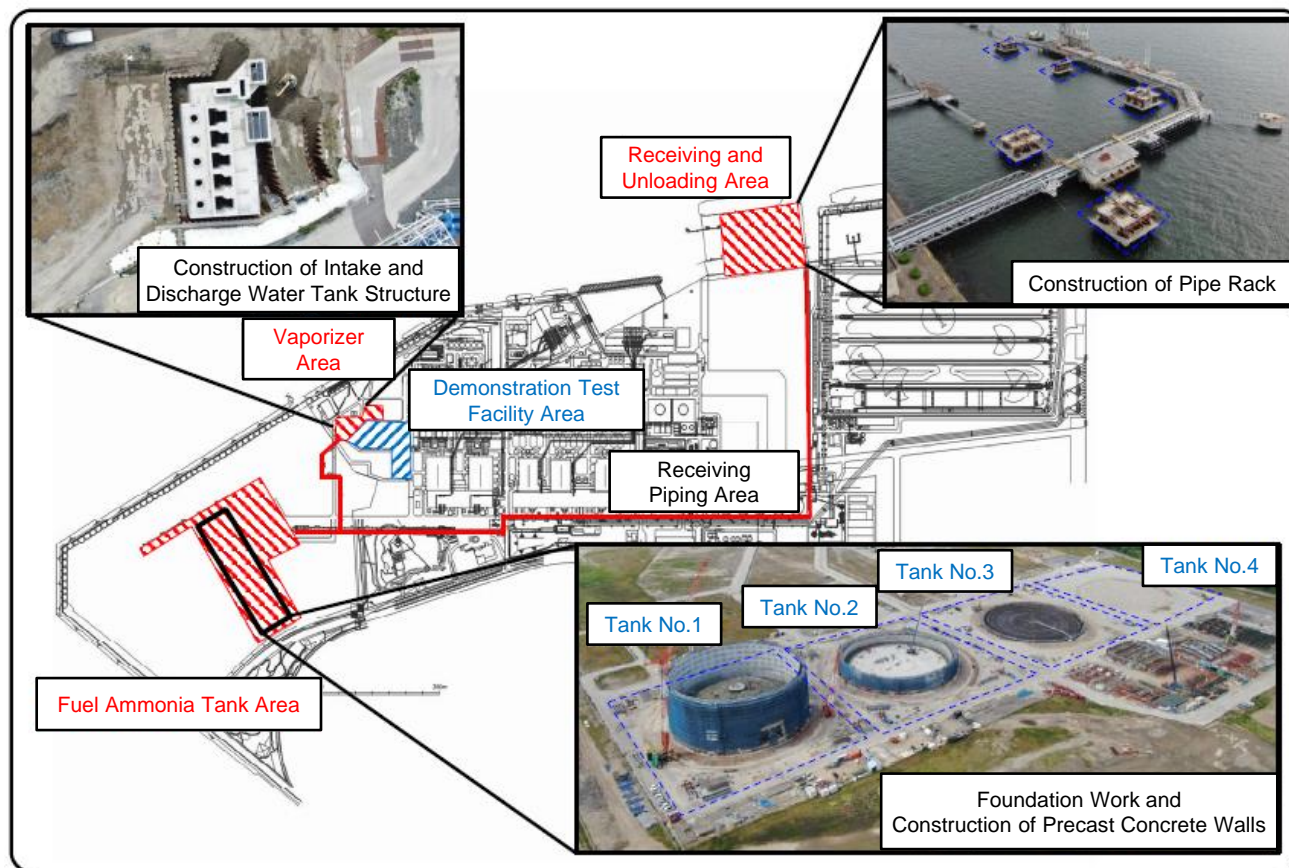 Receiving and
Unloading Area
Construction of Intake and
Discharge Water Tank Structure
Construction of Pipe Rack
Vaporizer
Area
Demonstration Test
Facility Area
Receiving
Piping Area
Tank No.1
Tank No.2
Tank No.3
Tank No.4
Fuel Ammonia Tank Area
Foundation Work and
Construction of Precast Concrete Walls